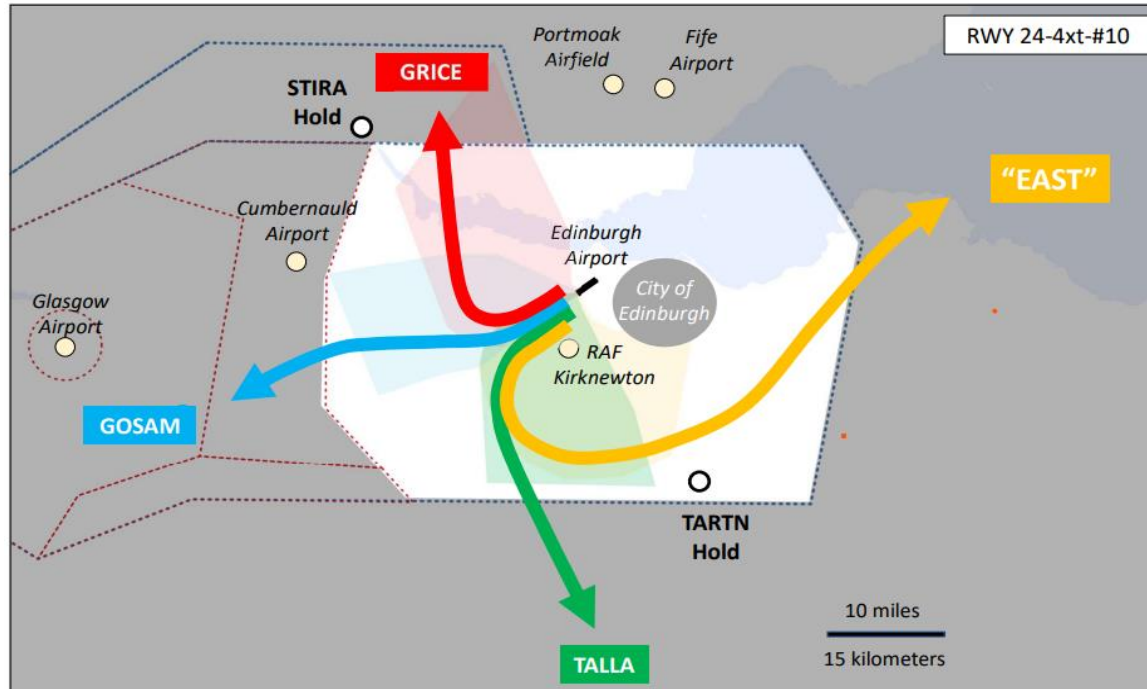 RWY 24-4xt-#10
Portmoak
Airfield
Fife
Airport
GRICE
STIRA
Hold
"EAST"
Cumbernauld
Airport
Edinburgh
Airport
City of
Edinburgh
Glasgow
Airport
RAF
Kirknewton
GOSAM
TARTN
Hold
10 miles
15 kilometers
TALLA